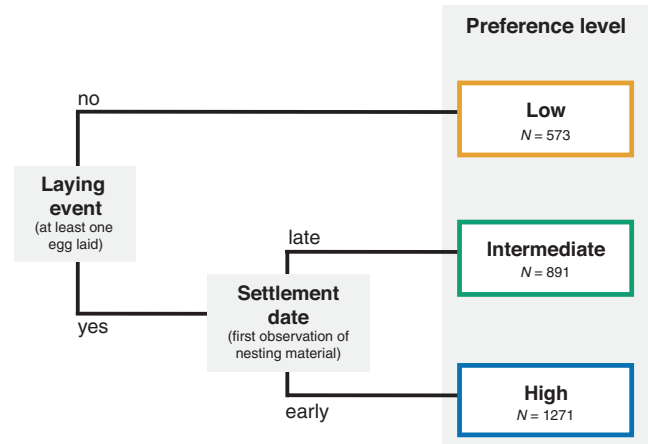 Preference level
no
Low
N = 573
Laying
event
(at least one
egg laid)
late
Intermediate
N = 891
Settlement
date
(first observation of
nesting material)
yes
High
N = 1271
early